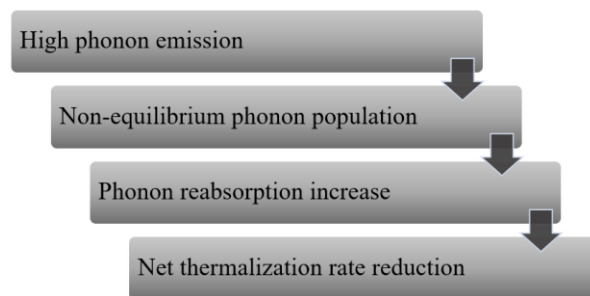 High phonon emission
Non-equilibrium phonon population
Phonon reabsorption increase
Net thermalization rate reduction